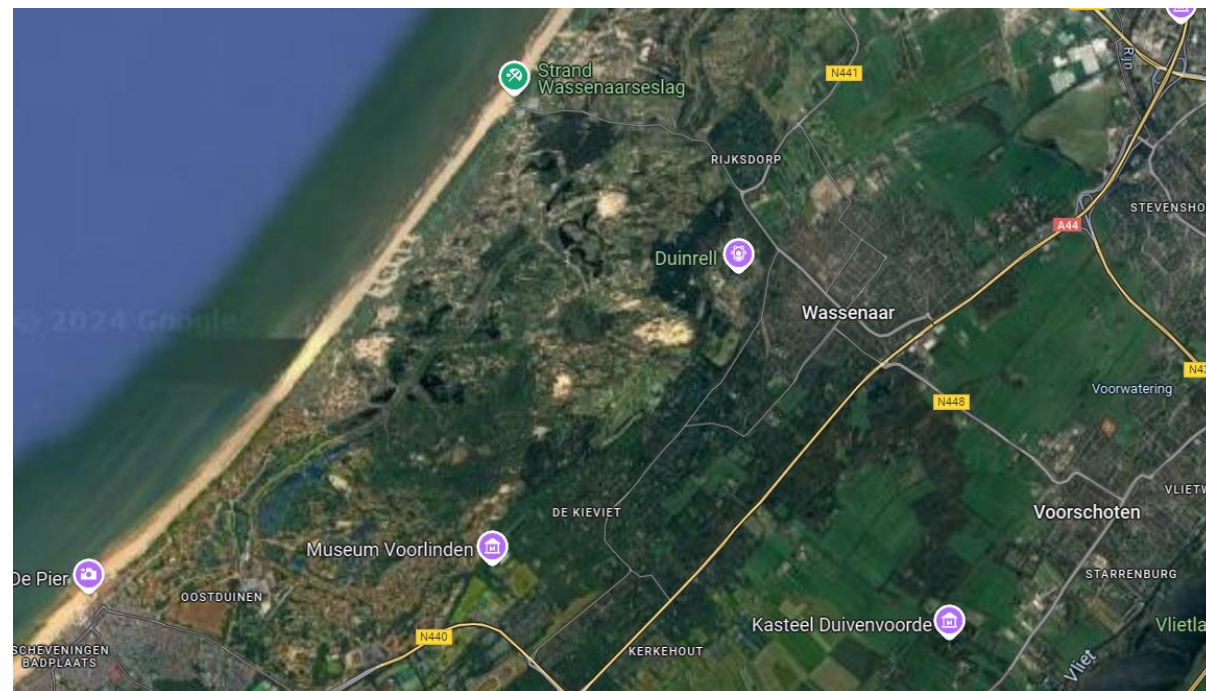 Strand
Wassenaarseslag
N441
Rijn
RIJKSDORP
STEVENSHO
A44
Duinrell
© 2024 Google
Wassenaar
N43
Voorwatering
N448
VLIETW
Voorschoten
DE KIEVIET
Museum Voorlinden
De Pier
STARRENBURG
OOSTDUINEN
Kasteel Duivenvoorde
Vlietla
N440
SCHEVENINGEN
BADPLAATS
KERKEHOUT
Vliet